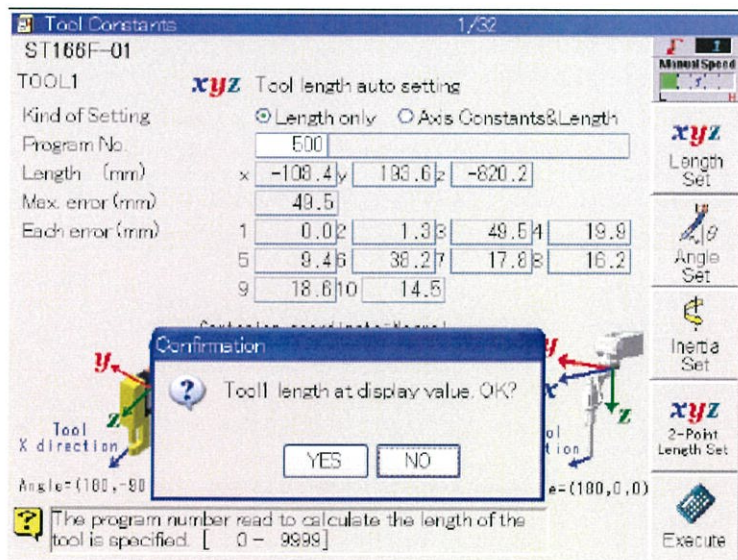 Tool Constants 1/32
ST166F-01
TOOL1 xyz Tool length auto setting
Kind of Setting Length only Axis Constants&Length
Program No. 500
Length (mm) x -108.4 y 193.6 z -820.2
Max. error(mm) 49.5
Each error(mm) 1 0.0 2 1.3 3 49.5 4 19.9
5 9.4 6 38.2 7 17.8 8 16.2
9 18.6 10 14.5
Confirmation
Tool1 length at display value, OK?
YES NO
y
z
Tool
X direction
Angle=(180,-90
y
x
z
e=(180,0,0)
The program number read to calculate the length of the
tool is specified. [ 0 - 9999]
1
Manual Speed
1
L H
xyz
Length
Set
θ
Angle
Set
Inertia
Set
xyz
2-Point
Length Set
Execute